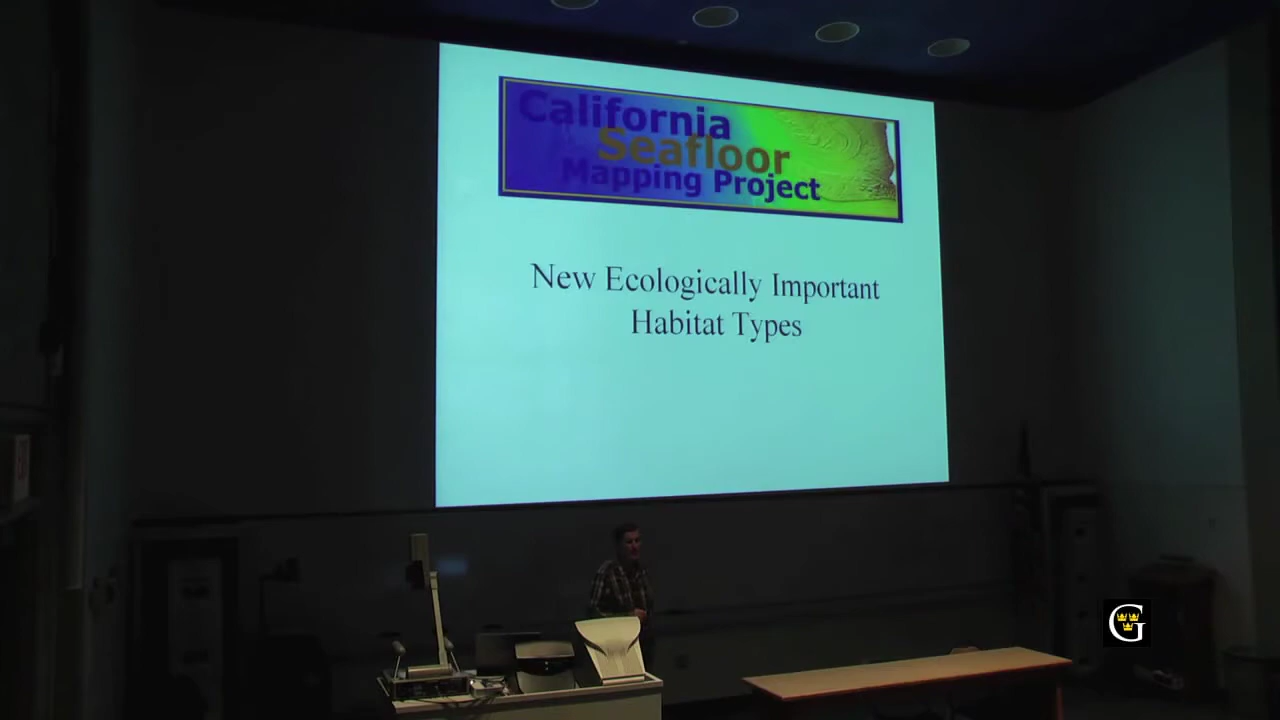 California
Seafloor
Mapping Project
New Ecologically Important
Habitat Types
G